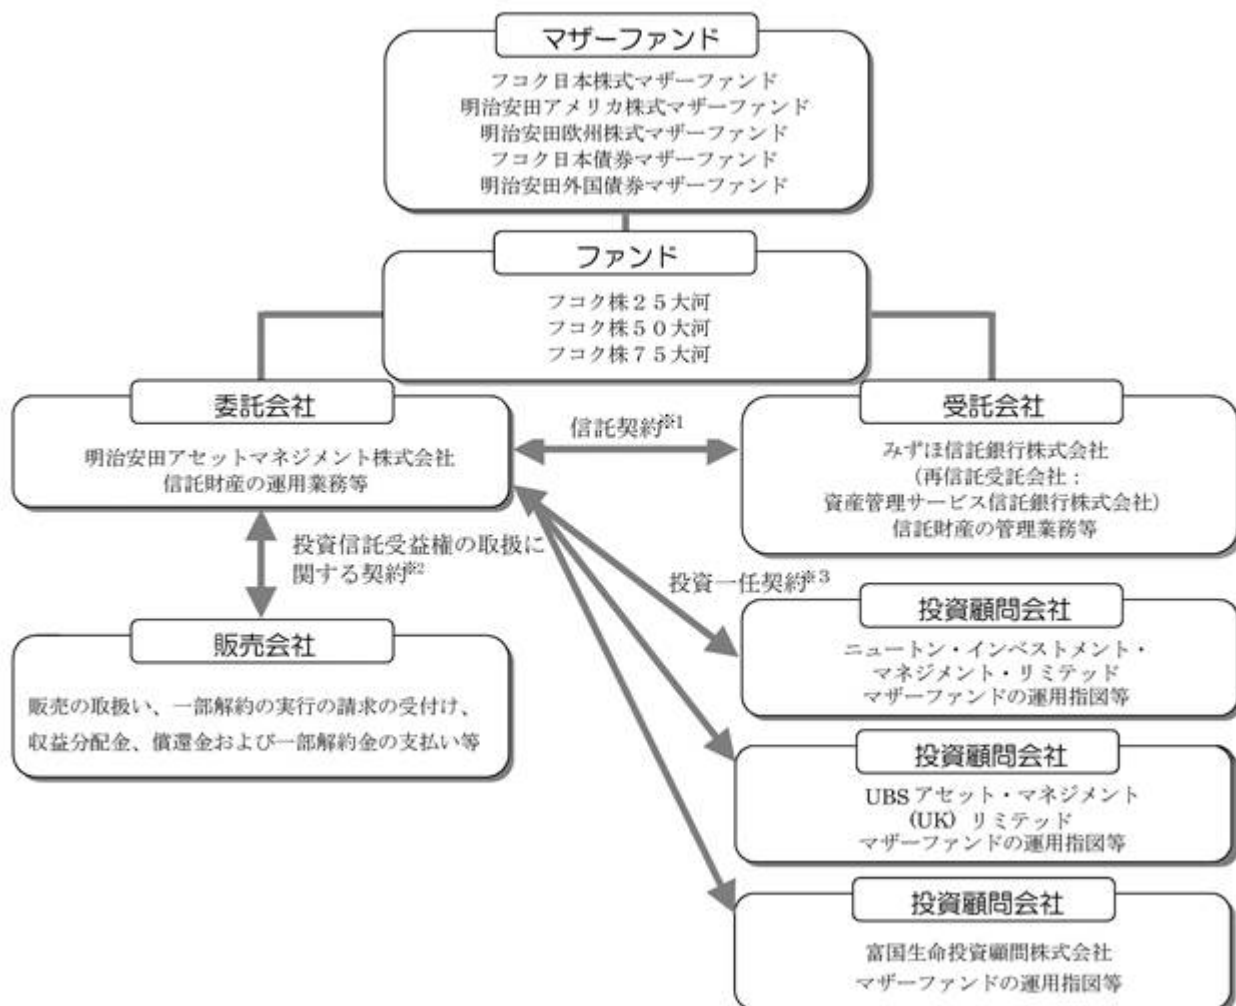 マザーファンド
フコク日本株式マザーファンド
明治安田アメリカ株式マザーファンド
明治安田欧州株式マザーファンド
フコク日本債券マザーファンド
明治安田外国債券マザーファンド
ファンド
フコク株２５大河
フコク株５０大河
フコク株７５大河
委託会社
明治安田アセットマネジメント株式会社
信託財産の運用業務等
信託契約※1
受託会社
みずほ信託銀行株式会社
(再信託受託会社：
資産管理サービス信託銀行株式会社)
信託財産の管理業務等
投資信託受益権の取扱に
関する契約※2
投資一任契約※3
販売会社
販売の取扱い、一部解約の実行の請求の受付け、
収益分配金、償還金および一部解約金の支払い等
投資顧問会社
ニュートン・インベストメント・
マネジメント・リミテッド
マザーファンドの運用指図等
投資顧問会社
UBS アセット・マネジメント
(UK) リミテッド
マザーファンドの運用指図等
投資顧問会社
富国生命投資顧問株式会社
マザーファンドの運用指図等